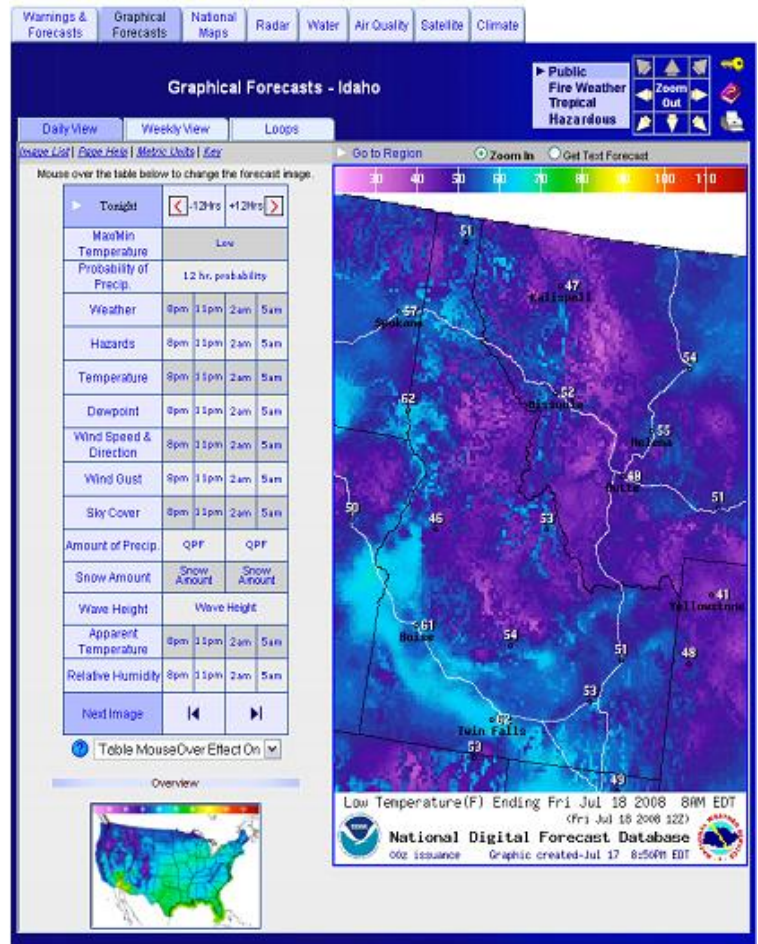 Warnings & Forecasts
Graphical Forecasts
National Maps
Radar
Water
Air Quality
Satellite
Climate
Graphical Forecasts - Idaho
Public
Fire Weather
Tropical
Hazardous
Zoom Out
Daily View
Weekly View
Loops
Image List | Page Help | Metric Units | Key
Go to Region
Zoom In
Get Text Forecast
Mouse over the table below to change the forecast image.
Tonight
-12Hrs +12Hrs
Max/Min Temperature
Low
Probability of Precip.
12 hr. probability
Weather 8pm 11pm 2am 5am
Hazards 8pm 11pm 2am 5am
Temperature 8pm 11pm 2am 5am
Dewpoint 8pm 11pm 2am 5am
Wind Speed & Direction 8pm 11pm 2am 5am
Wind Gust 8pm 11pm 2am 5am
Sky Cover 8pm 11pm 2am 5am
Amount of Precip. QPF QPF
Snow Amount Snow Amount Snow Amount
Wave Height Wave Height
Apparent Temperature 8pm 11pm 2am 5am
Relative Humidity 8pm 11pm 2am 5am
Next Image
Table MouseOver Effect On
Overview
30 40 50 60 70 80 90 100 110
51
47
Kalispell
57
Spokane
54
52
Missoula
62
55
Helena
48
Butte
51
50
46
53
41
Yellowstone
61
Boise
54
51
48
53
62
Twin Falls
53
49
Low Temperature(F) Ending Fri Jul 18 2008 8AM EDT
(Fri Jul 18 2008 12Z)
National Digital Forecast Database
00z issuance Graphic created-Jul 17 8:50PM EDT